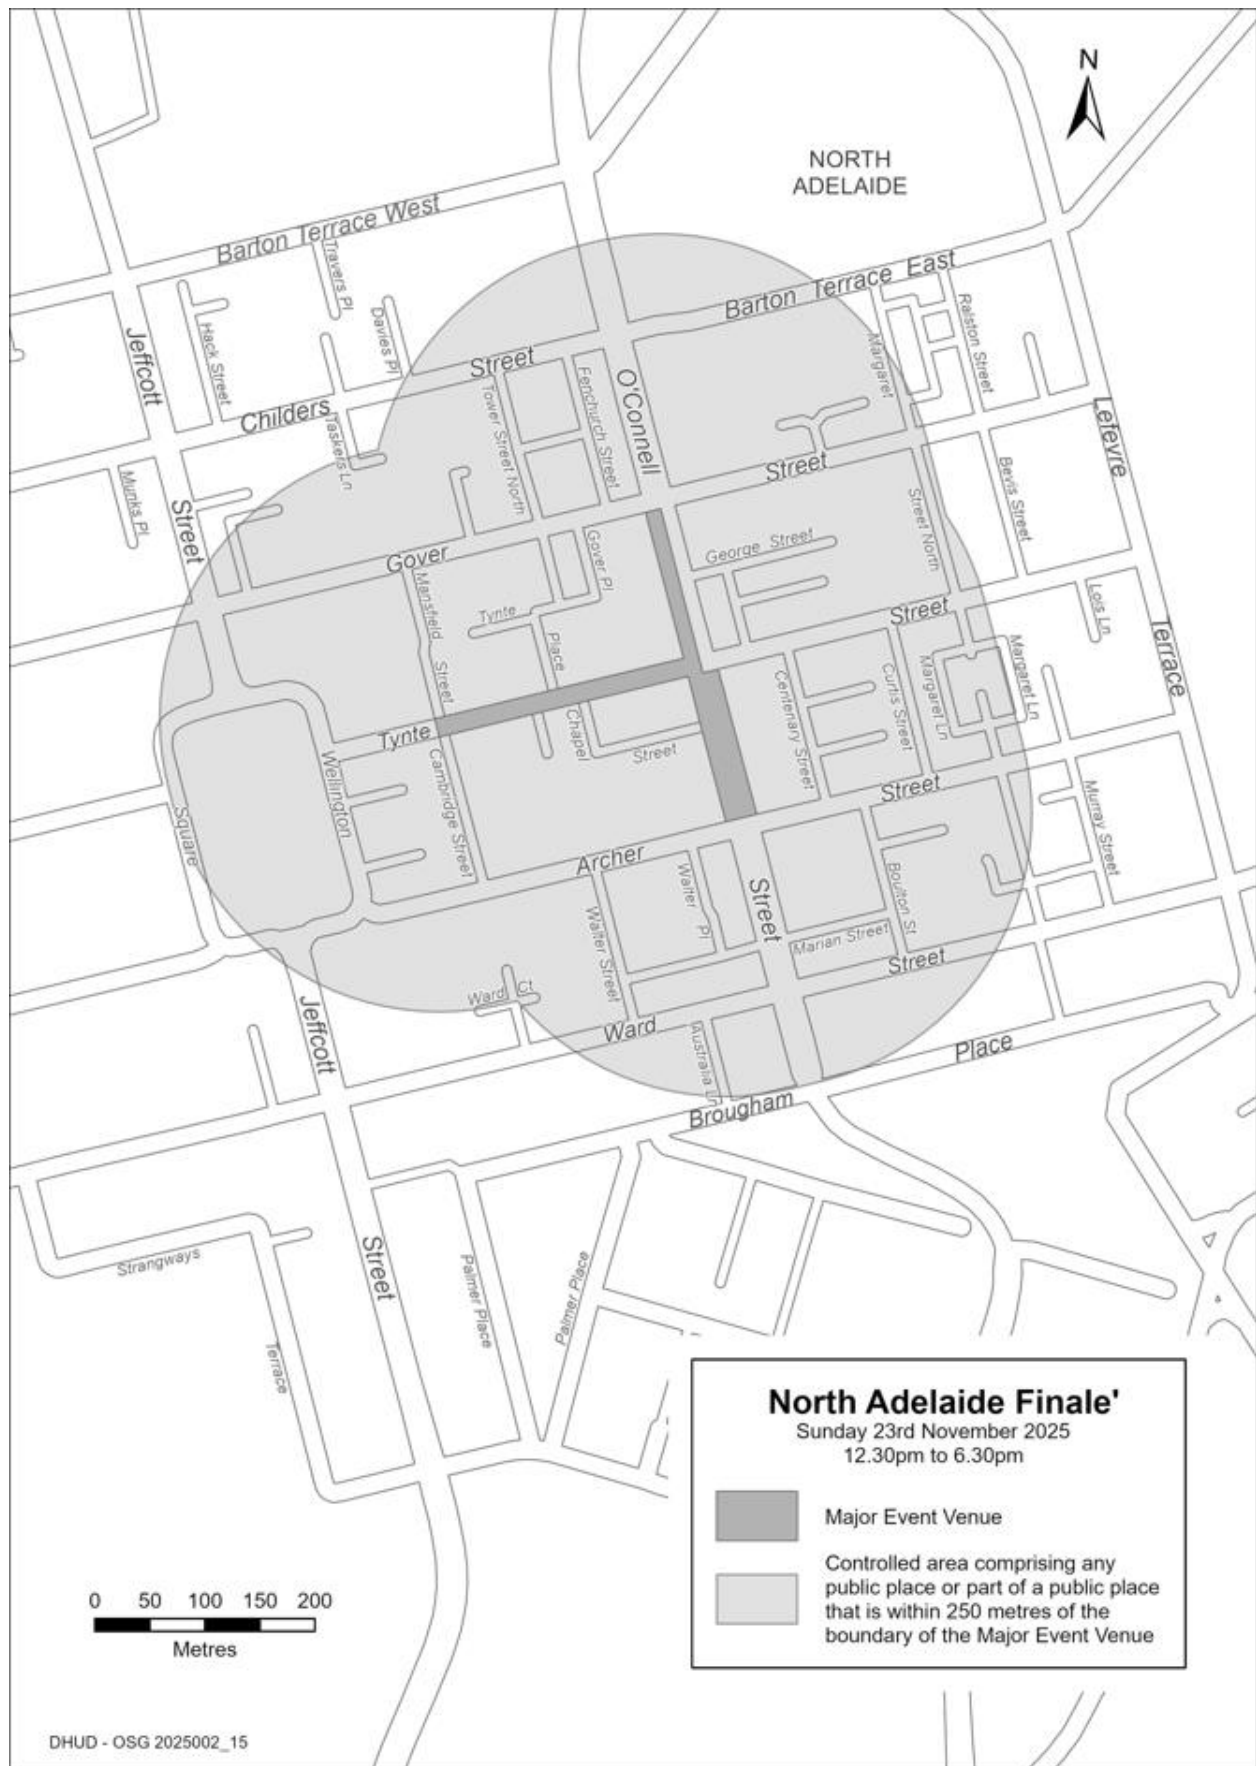 N
NORTH
ADELAIDE
Barton Terrace West
Travers Pl
Davies Pl
Hack Street
Jeffcott
Childers
Street
Taskers Ln
Munks Pl
Street
Tower Street North
Fenchurch Street
O'Connell
Barton Terrace East
Margaret
Ralston Street
Lefevre
Street
Bevis Street
Street North
Gover
Gover Pl
George Street
Mansfield
Street
Tynte
Place
Street
Lois Ln
Terrace
Margaret Ln
Margaret Ln
Curtis Street
Centenary Street
Chapel
Street
Tynte
Wellington
Cambridge Street
Square
Street
Murray Street
Archer
Walter
Pl
Street
Boulton St
Marian Street
Walter Street
Street
Ward Ct
Jeffcott
Ward
Australia Ln
Place
Brougham
Street
Strangways
Terrace
Palmer Place
Palmer Place
North Adelaide Finale'
Sunday 23rd November 2025
12.30pm to 6.30pm
Major Event Venue
Controlled area comprising any
public place or part of a public place
that is within 250 metres of the
boundary of the Major Event Venue
0 50 100 150 200
Metres
DHUD - OSG 2025002_15